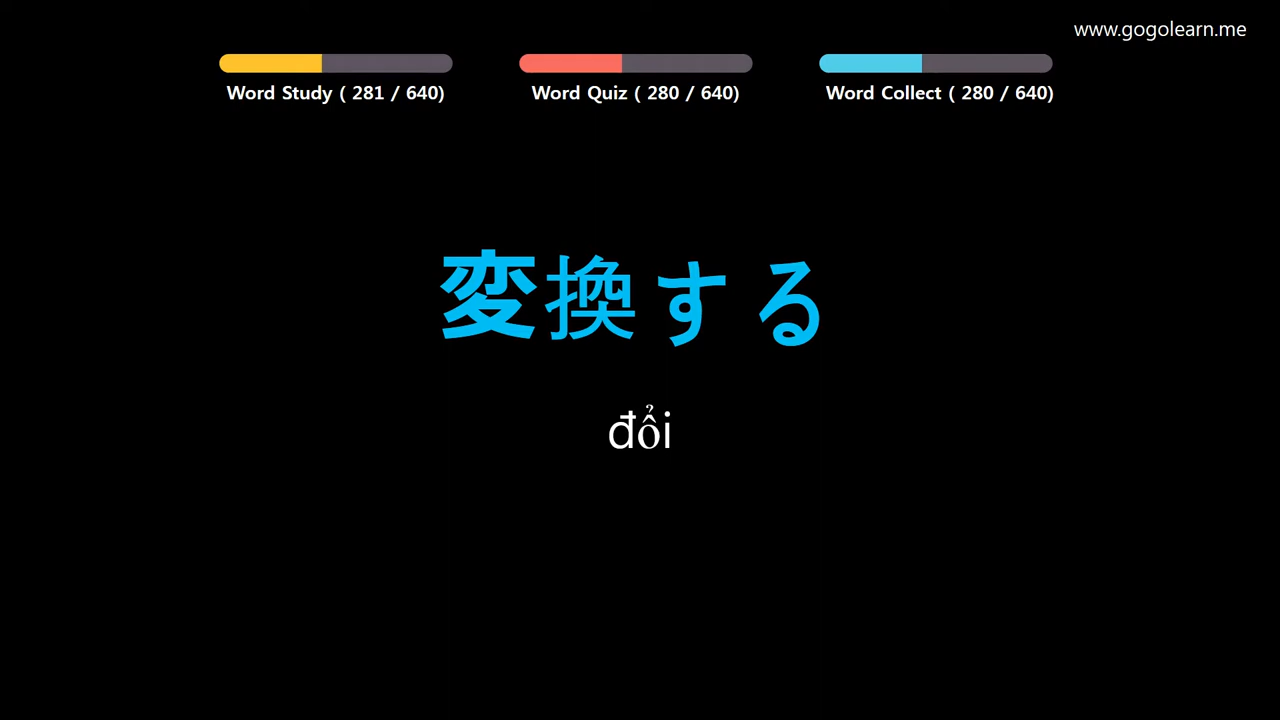 www.gogolearn.me
Word Study ( 281 / 640)
Word Quiz ( 280 / 640)
Word Collect ( 280 / 640)
変換する
đổi